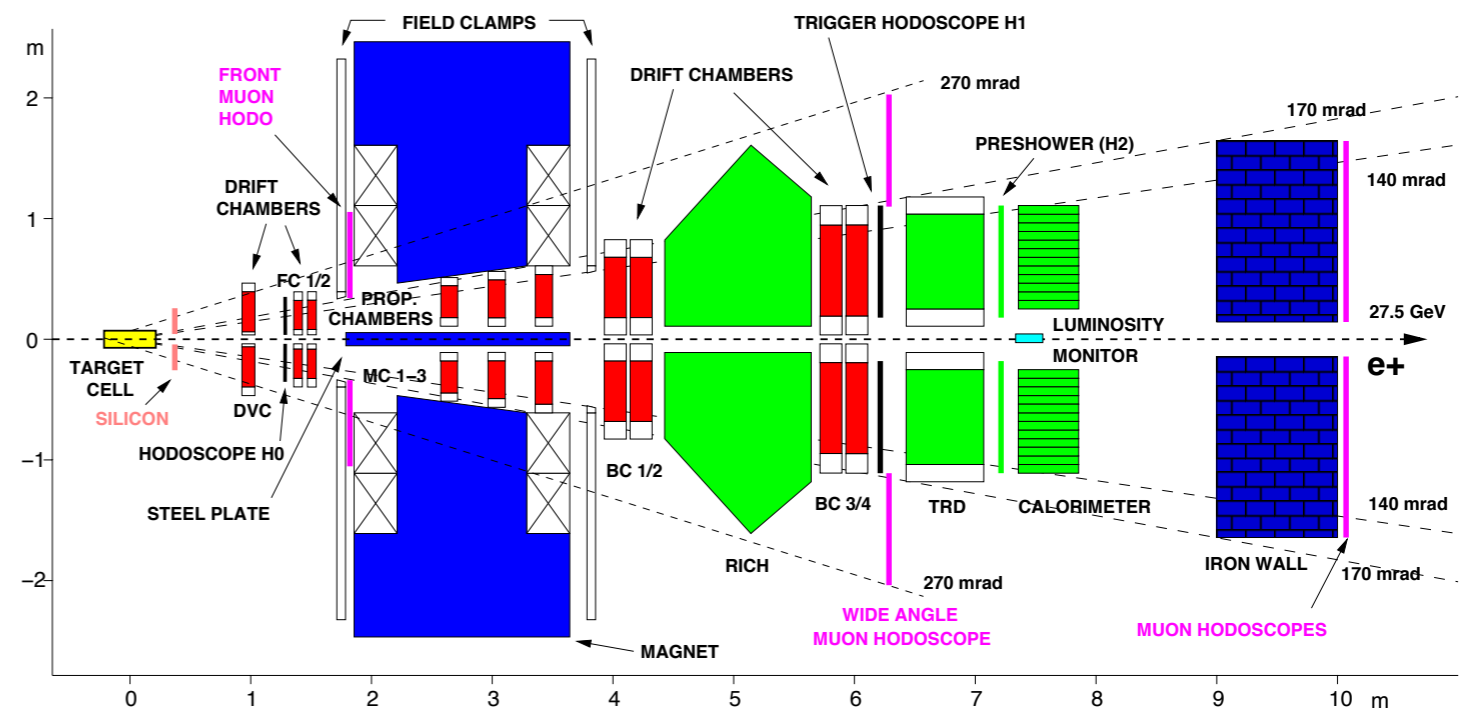 m
2
1
0
−1
−2
FIELD CLAMPS
TRIGGER HODOSCOPE H1
FRONT
MUON
HODO
DRIFT CHAMBERS
270 mrad
170 mrad
PRESHOWER (H2)
DRIFT
CHAMBERS
140 mrad
FC 1/2
PROP.
CHAMBERS
27.5 GeV
LUMINOSITY
MONITOR
e+
TARGET
CELL
SILICON
DVC
MC 1−3
HODOSCOPE H0
STEEL PLATE
BC 1/2
BC 3/4
TRD
CALORIMETER
140 mrad
RICH
IRON WALL
170 mrad
270 mrad
WIDE ANGLE
MUON HODOSCOPE
MUON HODOSCOPES
MAGNET
0 1 2 3 4 5 6 7 8 9 10 m